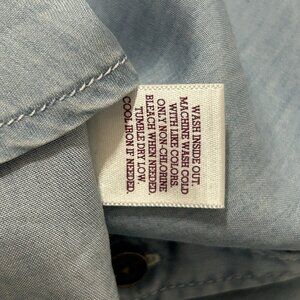 WASH INSIDE OUT.
MACHINE WASH COLD
WITH LIKE COLORS.
ONLY NON-CHLORINE
BLEACH WHEN NEEDED.
TUMBLE DRY LOW
COOL IRON IF NEEDED.